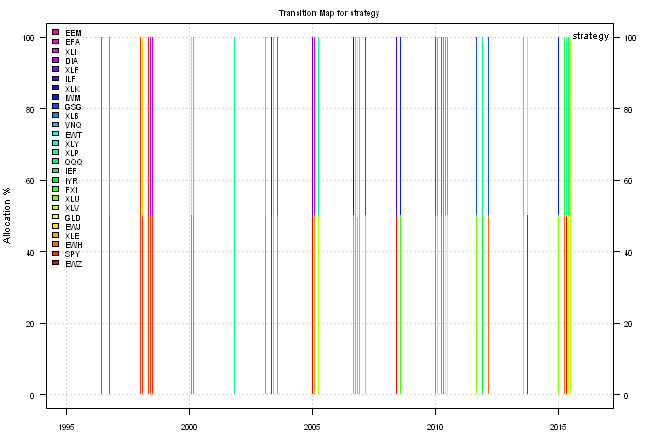 Transition Map for strategy
strategy
Allocation %
100
80
60
40
20
0
EEM
EFA
XLI
DIA
XLF
ILF
XLK
IWM
GSG
XLB
VNQ
EWT
XLY
XLP
QQQ
IEF
IYR
FXI
XLU
XLV
GLD
EWJ
XLE
EWH
SPY
EWZ
100
80
60
40
20
0
1995
2000
2005
2010
2015